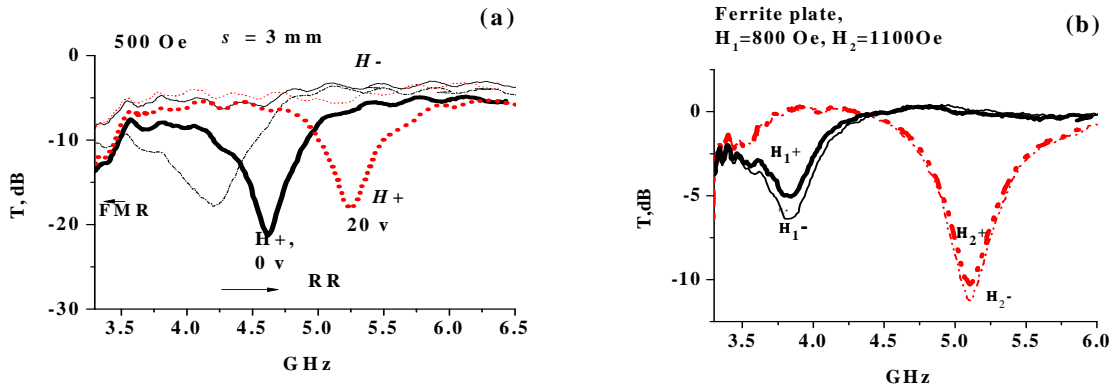 (a)
500 Oe s = 3 mm
H -
0
-10
-20
-30
T, dB
FMR
H+,
0 v
H+
20 v
RR
3.5 4.0 4.5 5.0 5.5 6.0 6.5
GHz
Ferrite plate,
H1=800 Oe, H2=1100Oe
(b)
0
-5
-10
T,dB
H1+
H1-
H2+
H2-
3.5 4.0 4.5 5.0 5.5 6.0
GHz